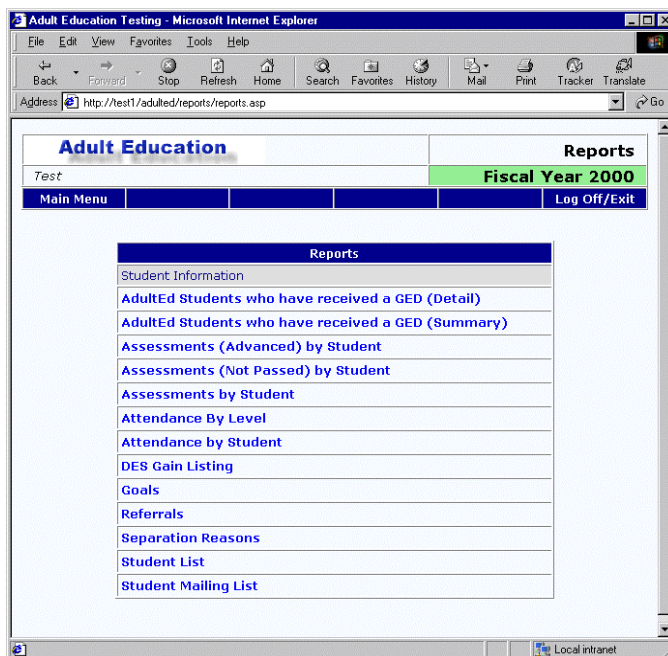 Adult Education Testing - Microsoft Internet Explorer
File Edit View Favorites Tools Help
Back Forward Stop Refresh Home Search Favorites History Mail Print Tracker Translate
Address http://test1/adulted/reports/reports.asp Go
Adult Education Reports
Test Fiscal Year 2000
Main Menu Log Off/Exit
Reports
Student Information
AdultEd Students who have received a GED (Detail)
AdultEd Students who have received a GED (Summary)
Assessments (Advanced) by Student
Assessments (Not Passed) by Student
Assessments by Student
Attendance By Level
Attendance by Student
DES Gain Listing
Goals
Referrals
Separation Reasons
Student List
Student Mailing List
Local intranet